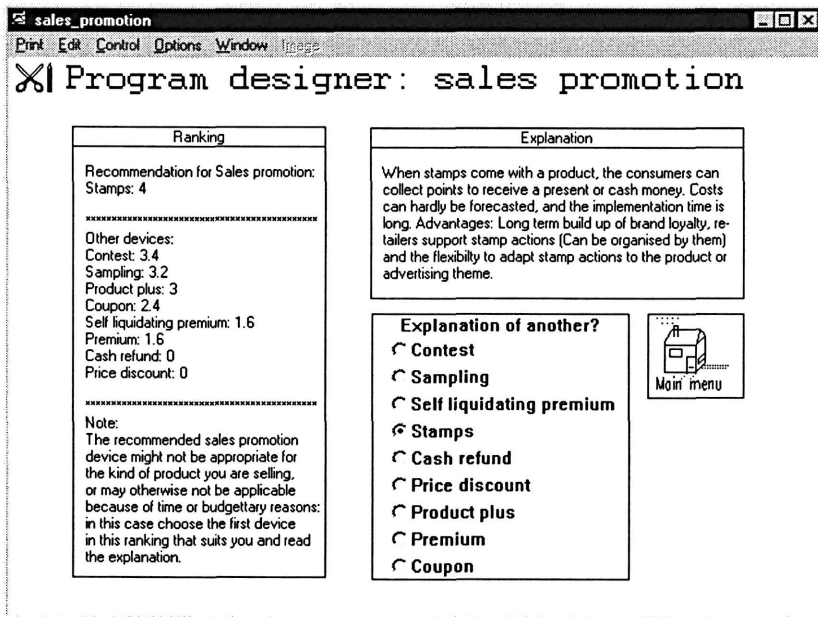 sales_promotion
Print Edit Control Options Window Image
Program designer: sales promotion
Ranking
Recommendation for Sales promotion:
Stamps: 4
××××××××××××××××××××××××××××××××××××××××
Other devices:
Contest: 3.4
Sampling: 3.2
Product plus: 3
Coupon: 2.4
Self liquidating premium: 1.6
Premium: 1.6
Cash refund: 0
Price discount: 0
××××××××××××××××××××××××××××××××××××××××
Note:
The recommended sales promotion
device might not be appropriate for
the kind of product you are selling,
or may otherwise not be applicable
because of time or budgettary reasons:
in this case choose the first device
in this ranking that suits you and read
the explanation.
Explanation
When stamps come with a product, the consumers can
collect points to receive a present or cash money. Costs
can hardly be forecasted, and the implementation time is
long. Advantages: Long term build up of brand loyalty, re-
tailers support stamp actions (Can be organised by them)
and the flexibilty to adapt stamp actions to the product or
advertising theme.
Explanation of another?
Contest
Sampling
Self liquidating premium
Stamps
Cash refund
Price discount
Product plus
Premium
Coupon
Main menu